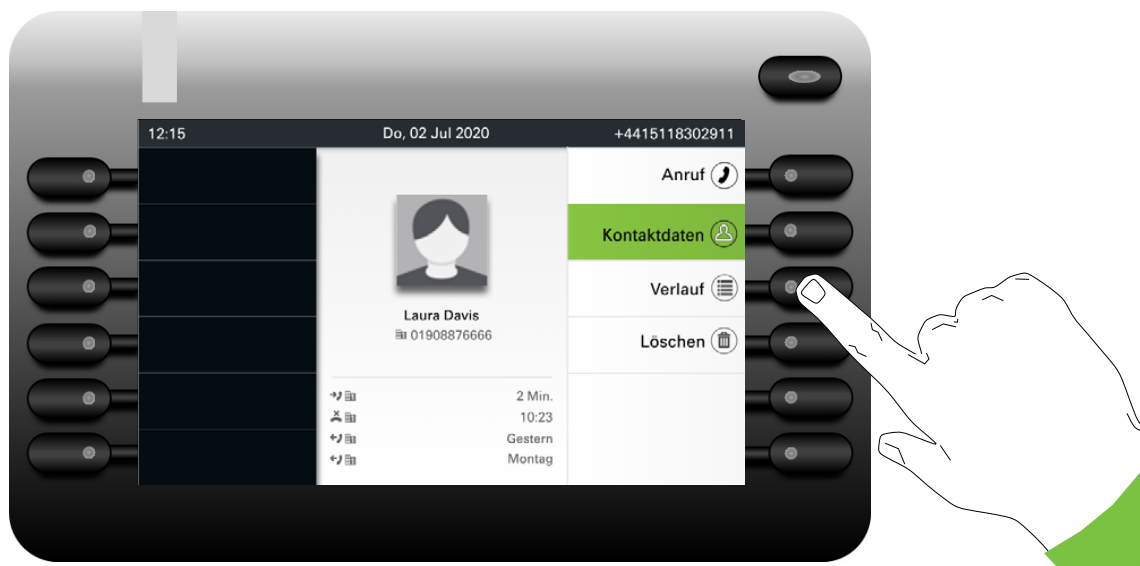 12:15 Do, 02 Jul 2020 +4415118302911
Anruf
Kontaktdaten
Verlauf
Löschen
Laura Davis
01908876666
2 Min.
10:23
Gestern
Montag